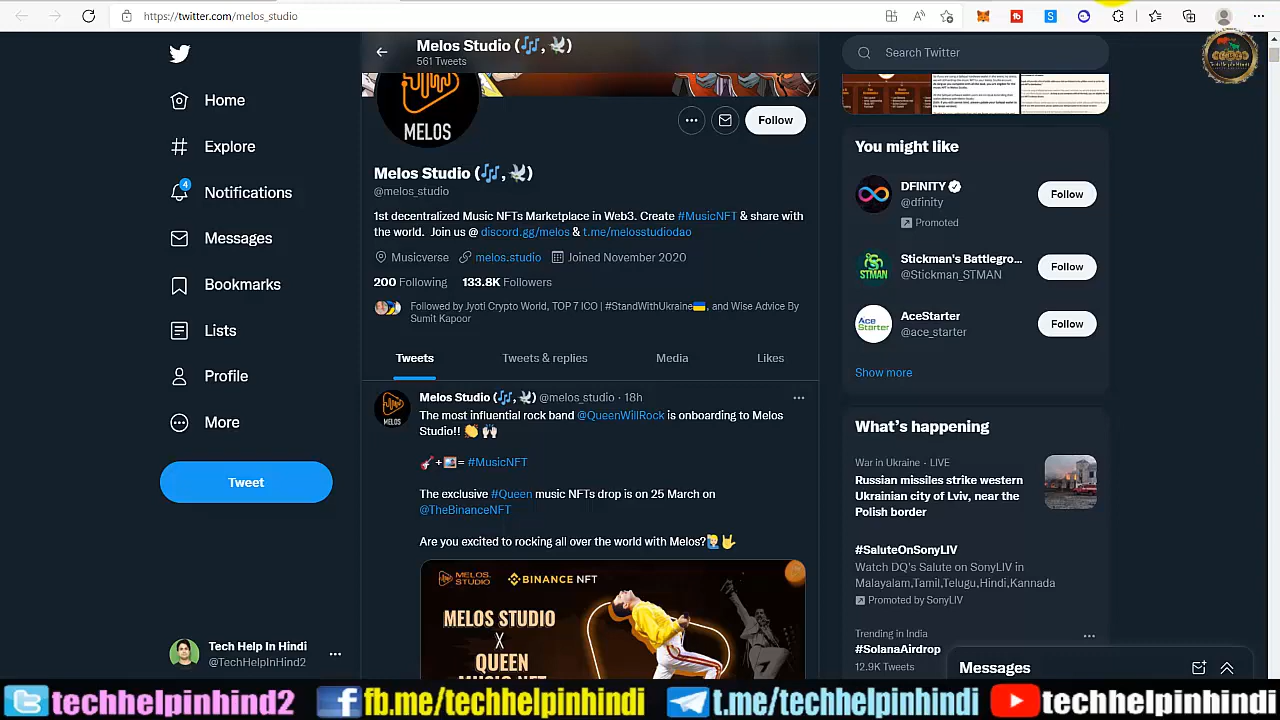 https://twitter.com/melos_studio
Melos Studio (🎶,🕊)
561 Tweets
Search Twitter
Home
Explore
4
Notifications
Messages
Bookmarks
Lists
Profile
More
Tweet
Tech Help In Hindi
@TechHelpInHindi2
MELOS
Follow
Melos Studio (🎶,🕊)
@melos_studio
1st decentralized Music NFTs Marketplace in Web3. Create #MusicNFT & share with
the world. Join us @ discord.gg/melos & t.me/melosstudiodao
Musicverse melos.studio Joined November 2020
200 Following 133.8K Followers
Followed by Jyoti Crypto World, TOP 7 ICO | #StandWithUkraine🇺🇦, and Wise Advice By
Sumit Kapoor
Tweets Tweets & replies Media Likes
MELOS
Melos Studio (🎶,🕊) @melos_studio · 18h
The most influential rock band @QueenWillRock is onboarding to Melos
Studio!! 👏 🙌🏻
🎸+🖼= #MusicNFT
The exclusive #Queen music NFTs drop is on 25 March on
@TheBinanceNFT
Are you excited to rocking all over the world with Melos?👨‍🎤🤟
MELOS. STUDIO BINANCE NFT
MELOS STUDIO
X
QUEEN
MUSIC NFT
You might like
DFINITY
@dfinity
Promoted
Follow
STMAN
Stickman's Battlegro...
@Stickman_STMAN
Follow
Ace Starter
AceStarter
@ace_starter
Follow
Show more
What's happening
War in Ukraine · LIVE
Russian missiles strike western
Ukrainian city of Lviv, near the
Polish border
#SaluteOnSonyLIV
Watch DQ's Salute on SonyLIV in
Malayalam,Tamil,Telugu,Hindi,Kannada
Promoted by SonyLIV
Trending in India
#SolanaAirdrop
12.9K Tweets
Messages
techhelpinhindi2 fb.me/techhelpinhindi t.me/techhelpinhindi techhelpinhindi